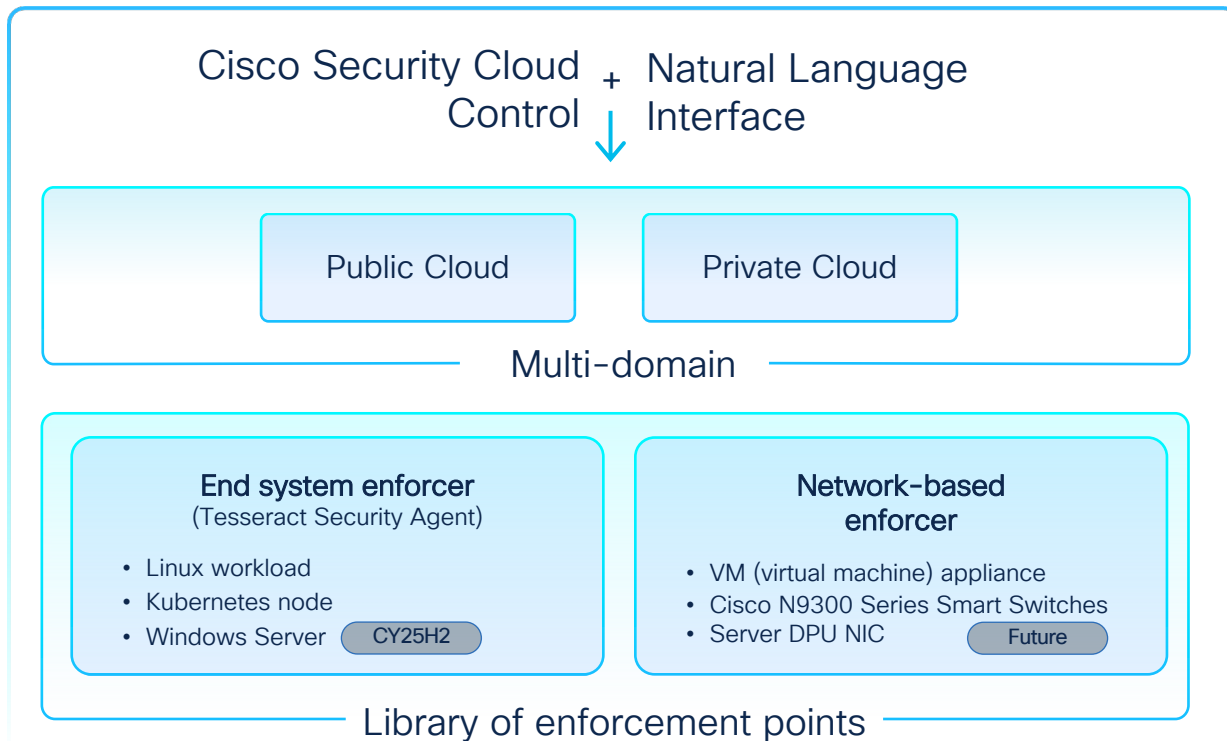 Cisco Security Cloud Control
+
Natural Language Interface
Public Cloud
Private Cloud
Multi-domain
End system enforcer
(Tesseract Security Agent)
• Linux workload
• Kubernetes node
• Windows Server CY25H2
Network-based
enforcer
• VM (virtual machine) appliance
• Cisco N9300 Series Smart Switches
• Server DPU NIC Future
Library of enforcement points